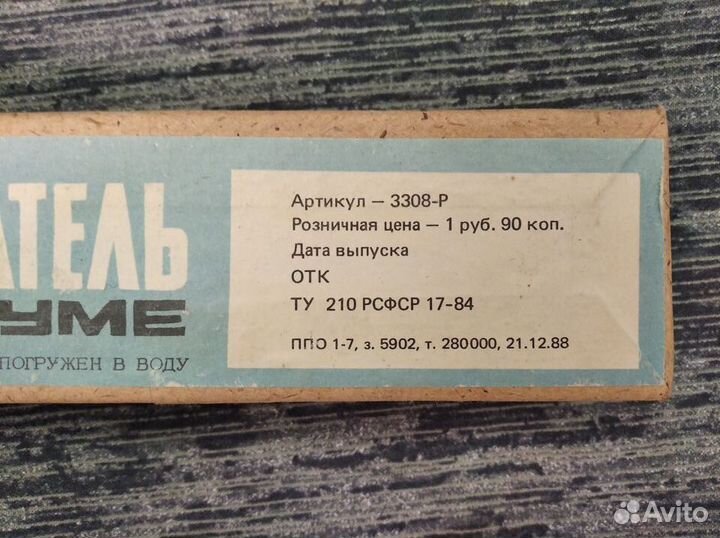 АТЕЛЬ
УМЕ
ПОГРУЖЕН В ВОДУ
Артикул – 3308-Р
Розничная цена – 1 руб. 90 коп.
Дата выпуска
ОТК
ТУ 210 РСФСР 17-84
ППО 1-7, з. 5902, т. 280000, 21.12.88
Avito